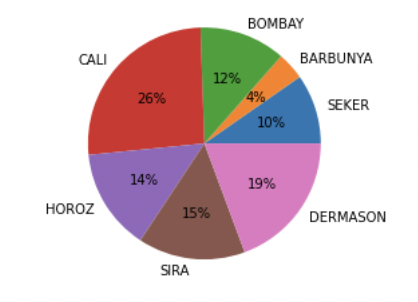 BOMBAY
CALI
BARBUNYA
12%
26%
4%
SEKER
10%
14%
19%
HOROZ
15%
DERMASON
SIRA